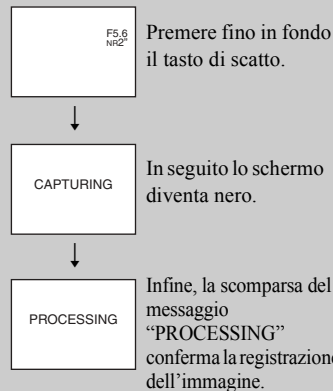 F5.6
NR2"
Premere fino in fondo
il tasto di scatto.
CAPTURING
In seguito lo schermo
diventa nero.
PROCESSING
Infine, la scomparsa del
messaggio
“PROCESSING”
conferma la registrazione
dell’immagine.